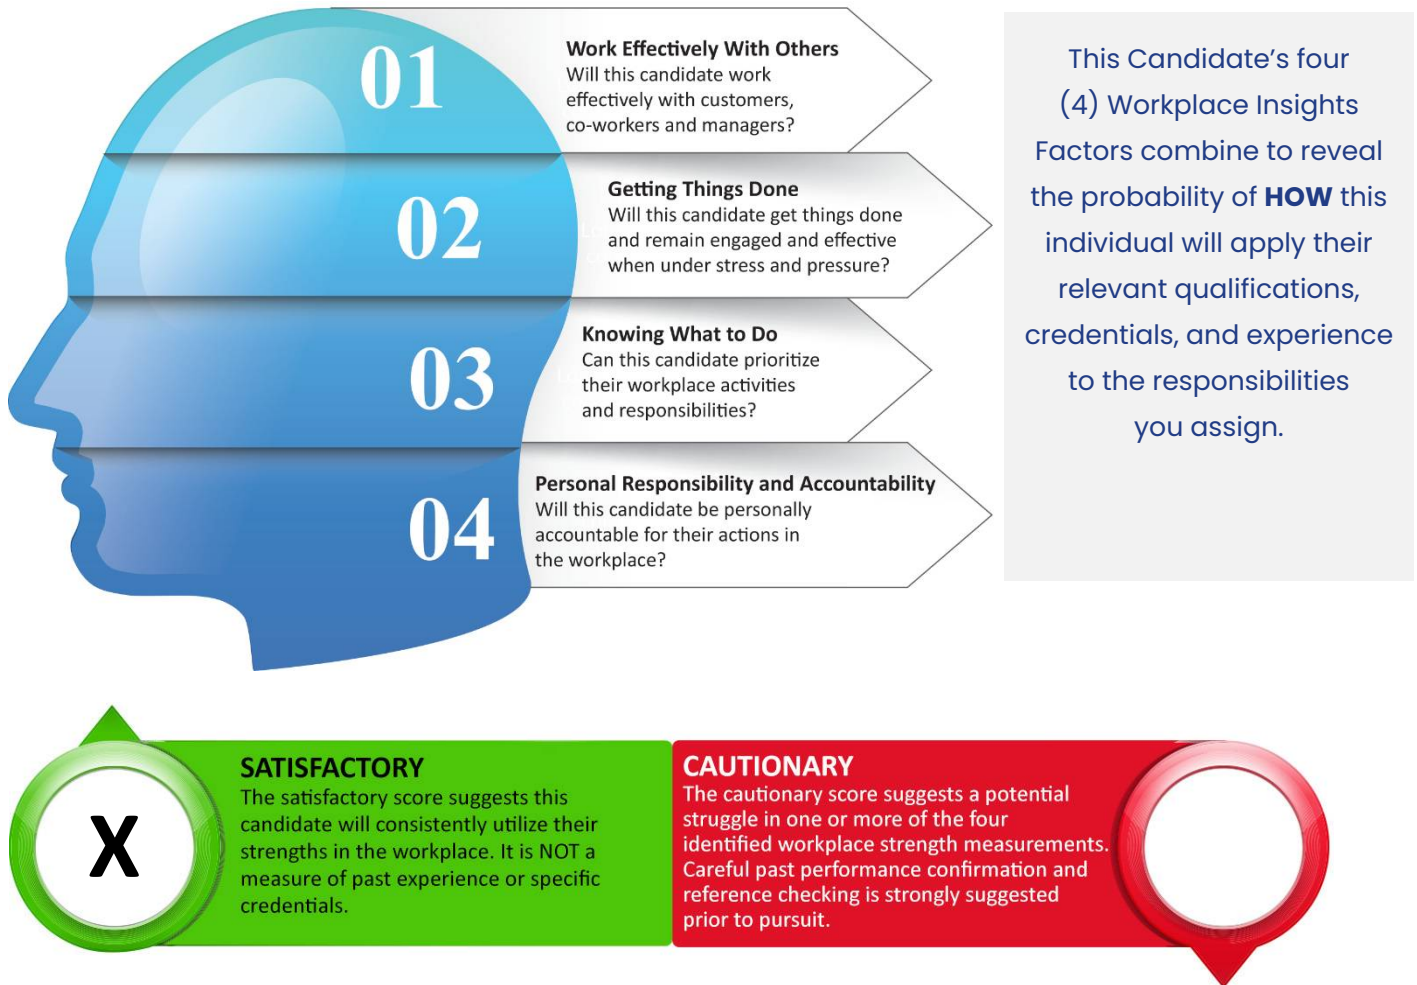 01
Work Effectively With Others
Will this candidate work
effectively with customers,
co-workers and managers?
02
Getting Things Done
Will this candidate get things done
and remain engaged and effective
when under stress and pressure?
03
Knowing What to Do
Can this candidate prioritize
their workplace activities
and responsibilities?
04
Personal Responsibility and Accountability
Will this candidate be personally
accountable for their actions in
the workplace?
This Candidate’s four
(4) Workplace Insights
Factors combine to reveal
the probability of HOW this
individual will apply their
relevant qualifications,
credentials, and experience
to the responsibilities
you assign.
X
SATISFACTORY
The satisfactory score suggests this
candidate will consistently utilize their
strengths in the workplace. It is NOT a
measure of past experience or specific
credentials.
CAUTIONARY
The cautionary score suggests a potential
struggle in one or more of the four
identified workplace strength measurements.
Careful past performance confirmation and
reference checking is strongly suggested
prior to pursuit.